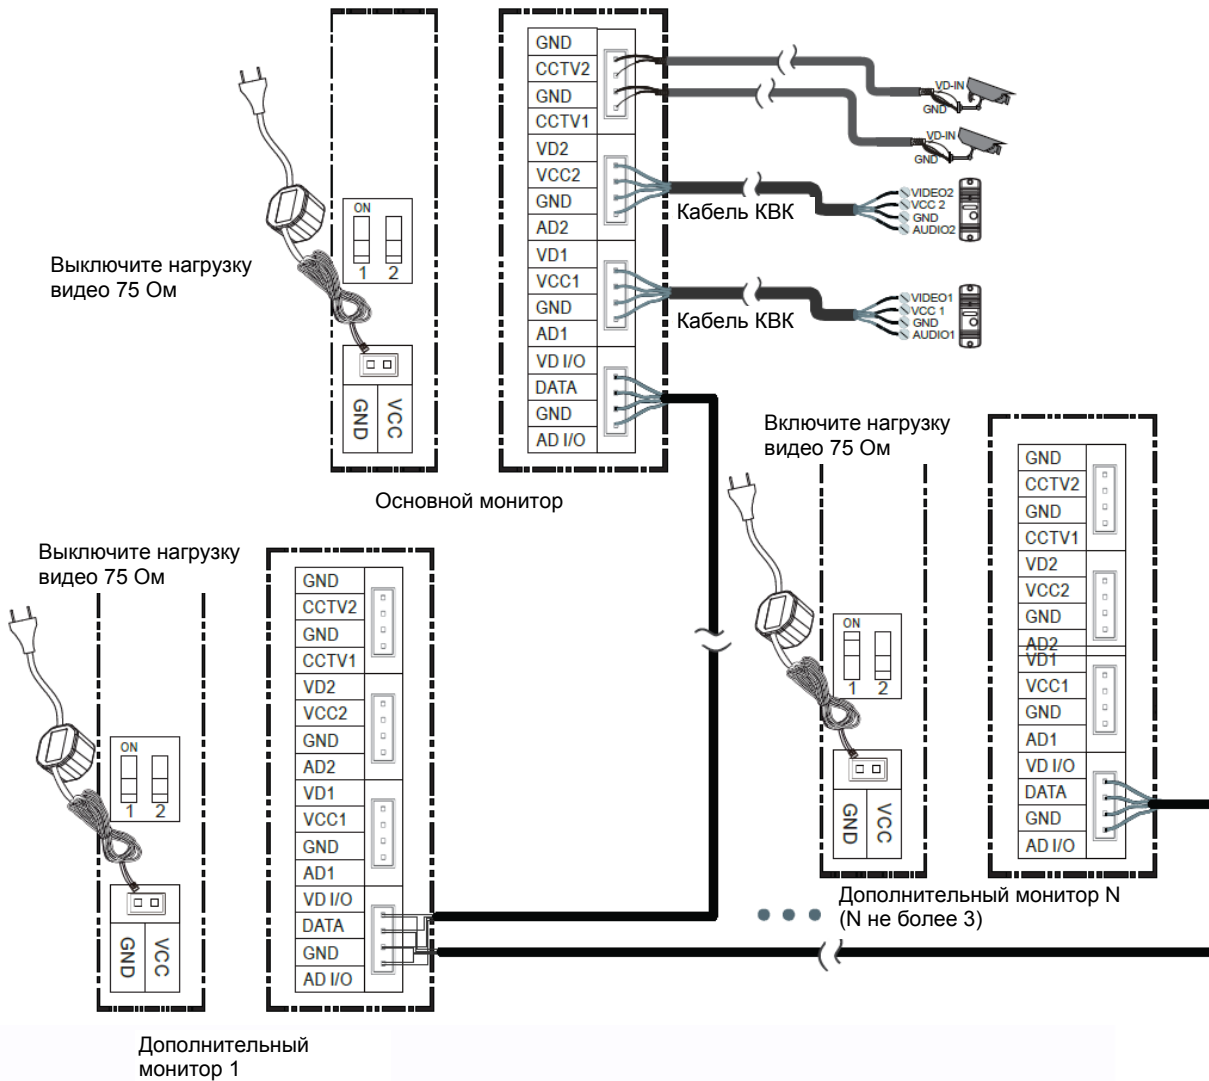 GND
CCTV2
GND
CCTV1
VD2
VCC2
GND
AD2
VD1
VCC1
GND
AD1
VD I/O
DATA
GND
AD I/O
VD-IN
GND
VD-IN
GND
Кабель КВК
VIDEO2
VCC 2
GND
AUDIO2
Кабель КВК
VIDEO1
VCC 1
GND
AUDIO1
ON
1 2
Выключите нагрузку
видео 75 Ом
GND VCC
Основной монитор
Включите нагрузку
видео 75 Ом
GND
CCTV2
GND
CCTV1
VD2
VCC2
GND
AD2
VD1
VCC1
GND
AD1
VD I/O
DATA
GND
AD I/O
ON
1 2
GND VCC
Дополнительный монитор N
(N не более 3)
Выключите нагрузку
видео 75 Ом
GND
CCTV2
GND
CCTV1
VD2
VCC2
GND
AD2
VD1
VCC1
GND
AD1
VD I/O
DATA
GND
AD I/O
ON
1 2
GND VCC
Дополнительный
монитор 1